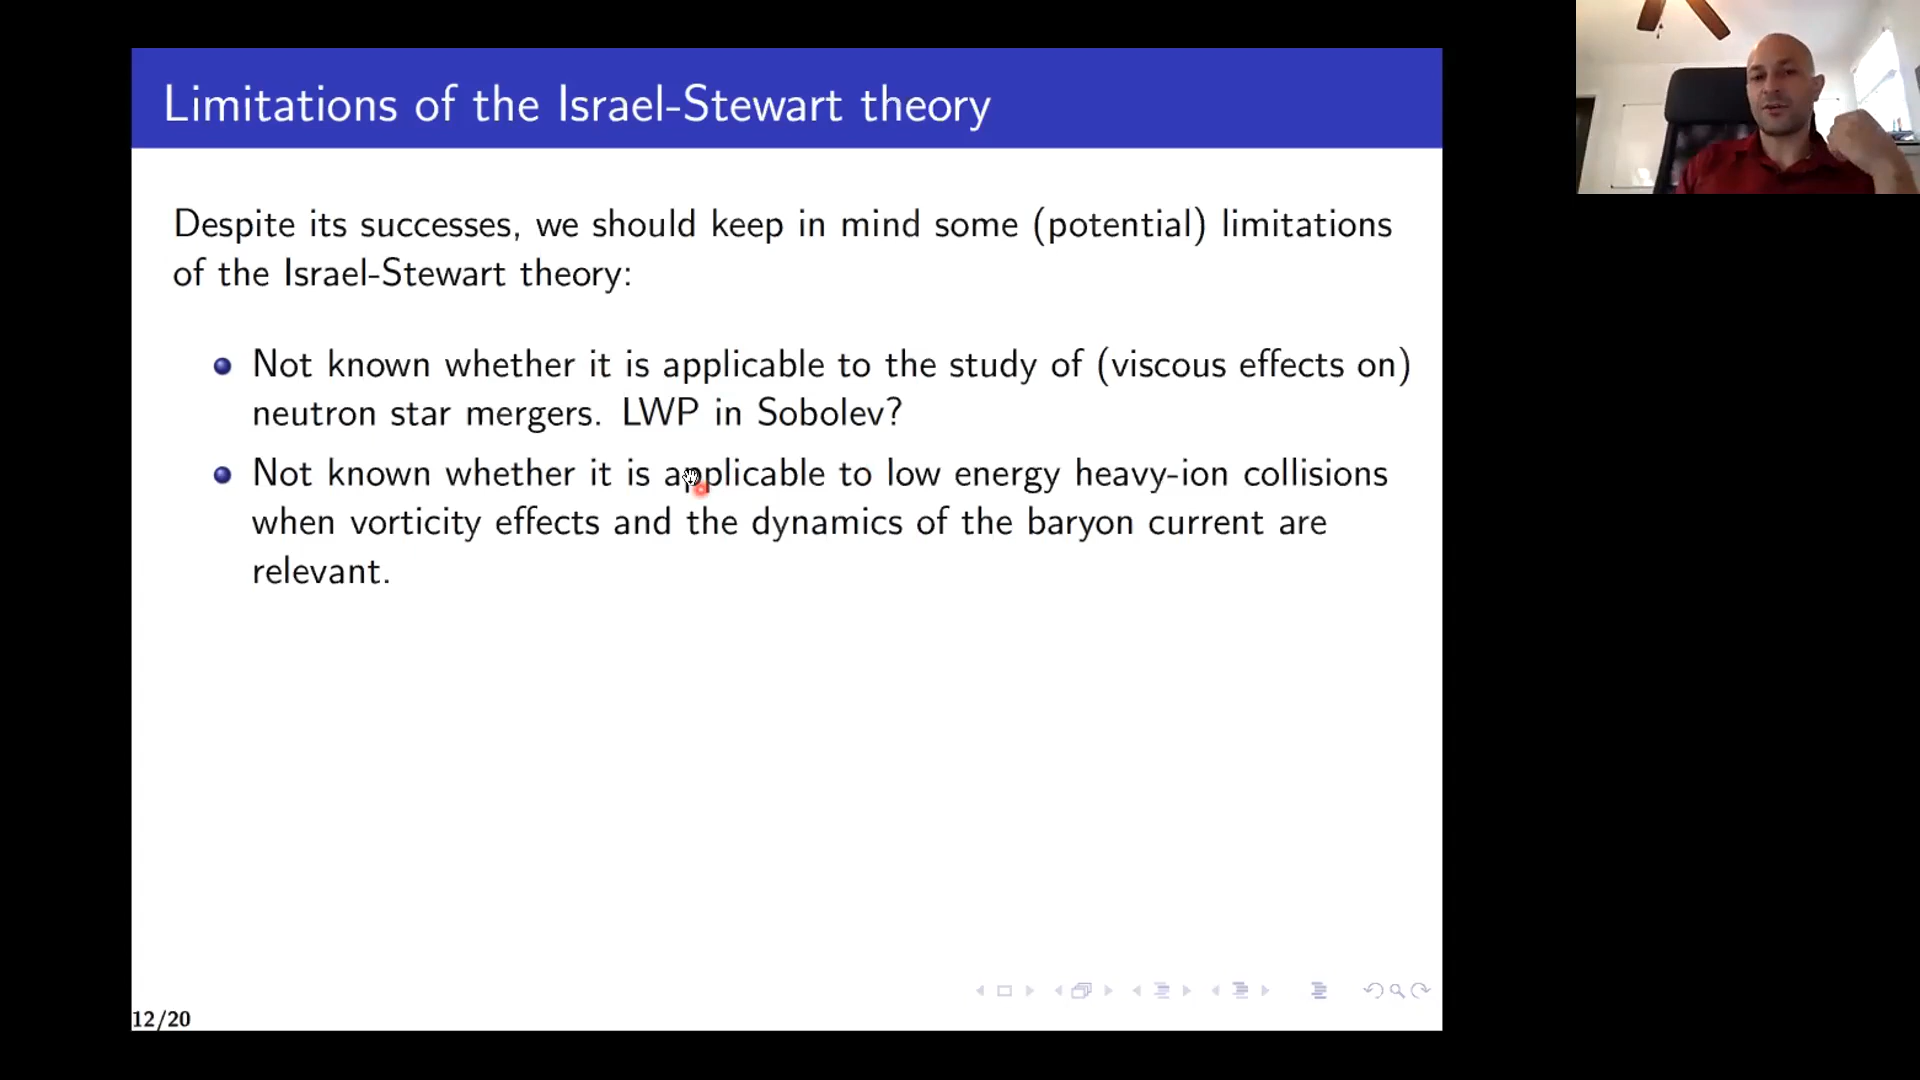 Limitations of the Israel-Stewart theory
Despite its successes, we should keep in mind some (potential) limitations
of the Israel-Stewart theory:
Not known whether it is applicable to the study of (viscous effects on)
neutron star mergers. LWP in Sobolev?
Not known whether it is applicable to low energy heavy-ion collisions
when vorticity effects and the dynamics of the baryon current are
relevant.
12/20